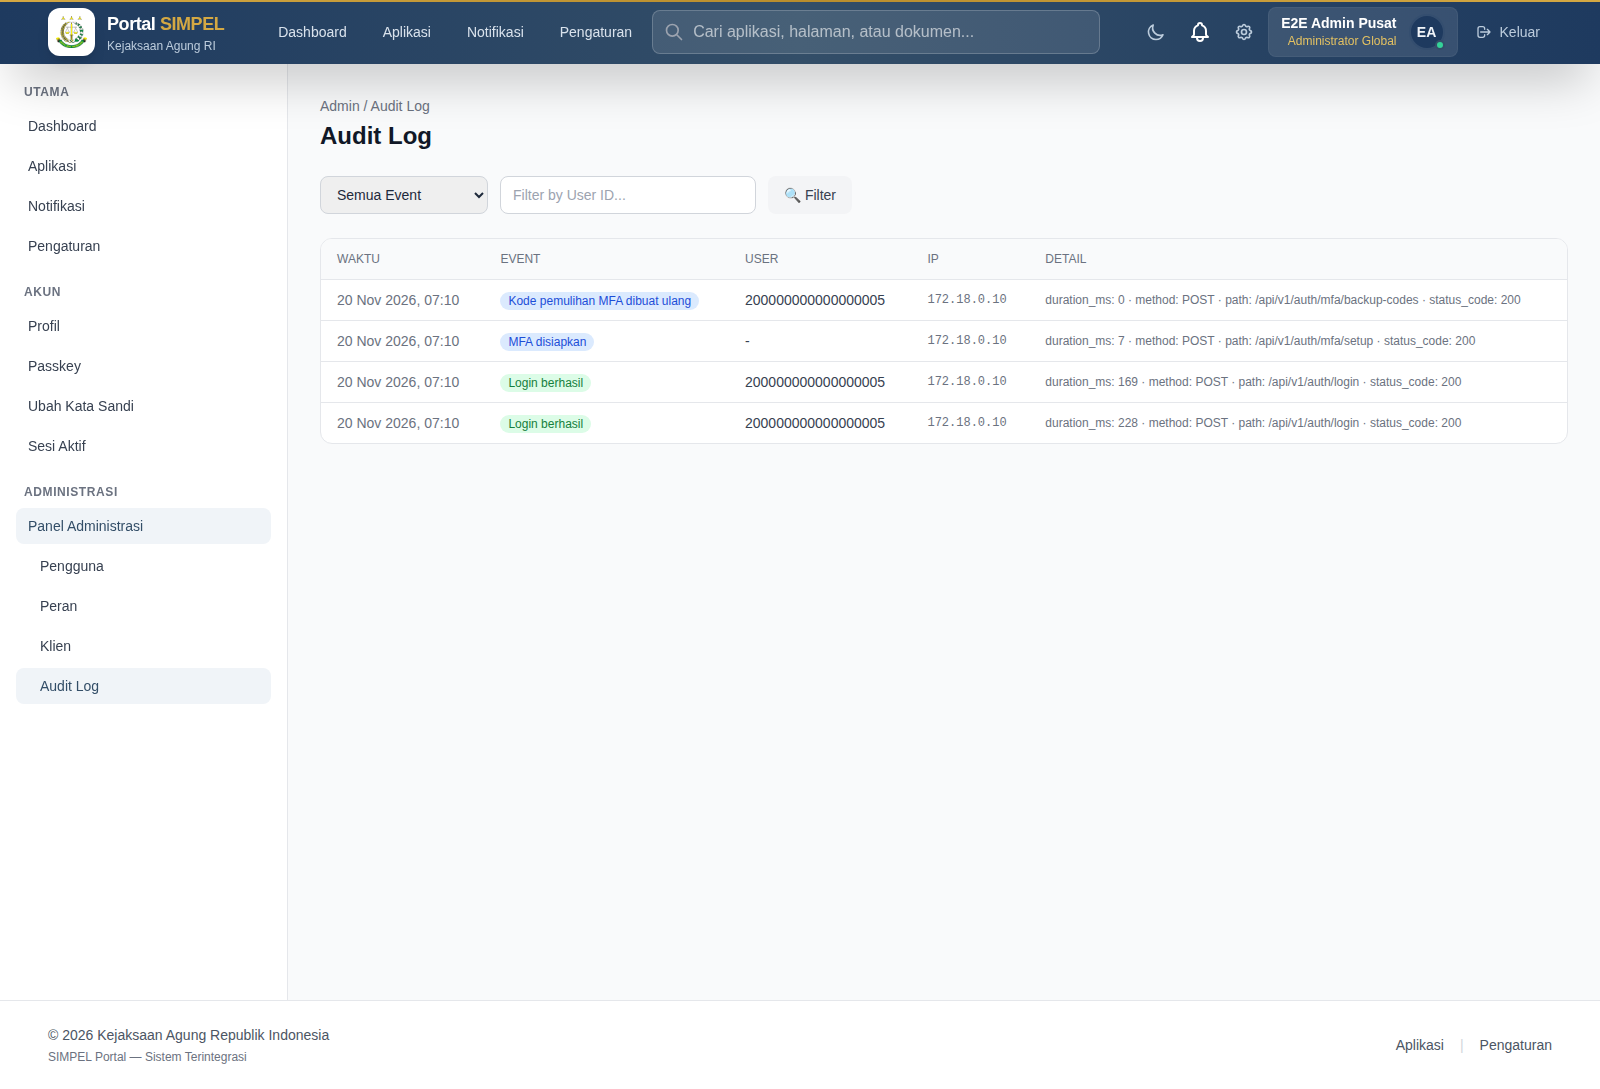 Portal SIMPEL
Kejaksaan Agung RI
Dashboard
Aplikasi
Notifikasi
Pengaturan
Cari aplikasi, halaman, atau dokumen...
E2E Admin Pusat
Administrator Global
EA
Keluar
UTAMA
Dashboard
Aplikasi
Notifikasi
Pengaturan
AKUN
Profil
Passkey
Ubah Kata Sandi
Sesi Aktif
ADMINISTRASI
Panel Administrasi
Pengguna
Peran
Klien
Audit Log
Admin / Audit Log
Audit Log
Semua Event
Filter by User ID...
🔍 Filter
WAKTU EVENT USER IP DETAIL
20 Nov 2026, 07:10 Kode pemulihan MFA dibuat ulang 200000000000000005 172.18.0.10 duration_ms: 0 · method: POST · path: /api/v1/auth/mfa/backup-codes · status_code: 200
20 Nov 2026, 07:10 MFA disiapkan - 172.18.0.10 duration_ms: 7 · method: POST · path: /api/v1/auth/mfa/setup · status_code: 200
20 Nov 2026, 07:10 Login berhasil 200000000000000005 172.18.0.10 duration_ms: 169 · method: POST · path: /api/v1/auth/login · status_code: 200
20 Nov 2026, 07:10 Login berhasil 200000000000000005 172.18.0.10 duration_ms: 228 · method: POST · path: /api/v1/auth/login · status_code: 200
© 2026 Kejaksaan Agung Republik Indonesia
SIMPEL Portal — Sistem Terintegrasi
Aplikasi | Pengaturan